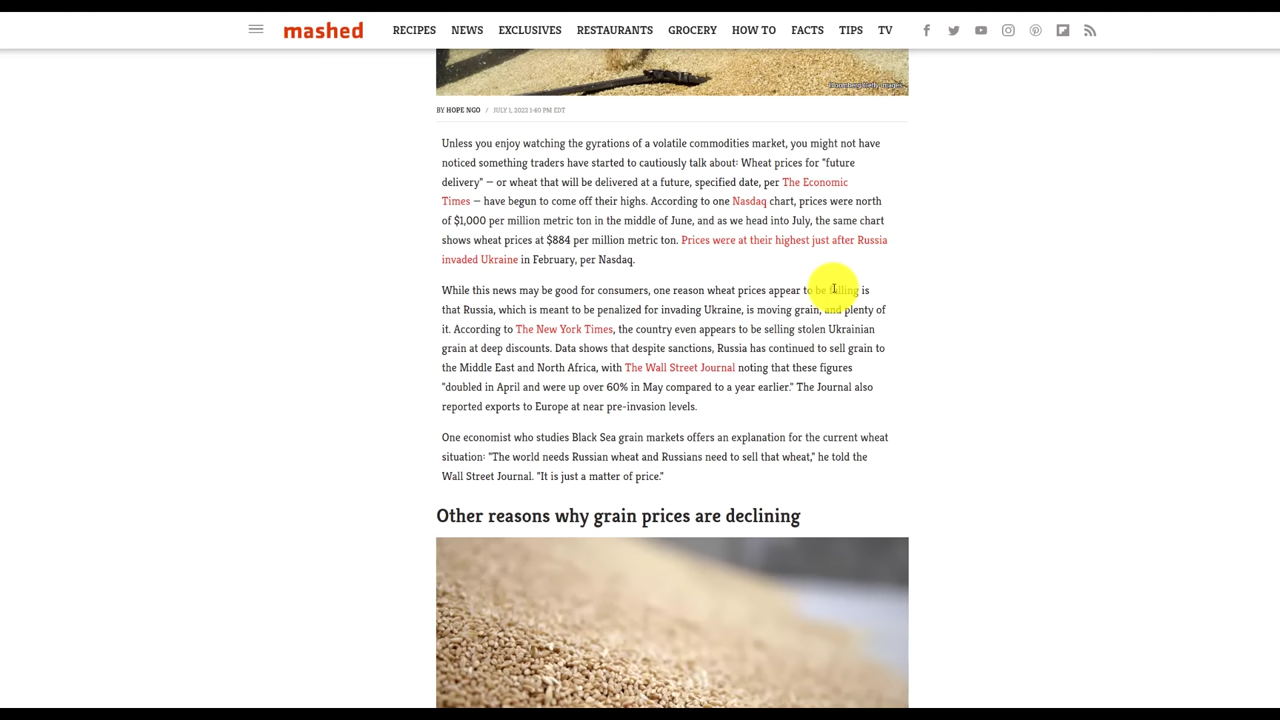 mashed
RECIPES NEWS EXCLUSIVES RESTAURANTS GROCERY HOW TO FACTS TIPS TV
Bloomberg/Getty Images
BY HOPE NGO / JULY 1, 2022 1:40 PM EDT
Unless you enjoy watching the gyrations of a volatile commodities market, you might not have
noticed something traders have started to cautiously talk about: Wheat prices for "future
delivery" — or wheat that will be delivered at a future, specified date, per The Economic
Times — have begun to come off their highs. According to one Nasdaq chart, prices were north
of $1,000 per million metric ton in the middle of June, and as we head into July, the same chart
shows wheat prices at $884 per million metric ton. Prices were at their highest just after Russia
invaded Ukraine in February, per Nasdaq.
While this news may be good for consumers, one reason wheat prices appear to be falling is
that Russia, which is meant to be penalized for invading Ukraine, is moving grain, and plenty of
it. According to The New York Times, the country even appears to be selling stolen Ukrainian
grain at deep discounts. Data shows that despite sanctions, Russia has continued to sell grain to
the Middle East and North Africa, with The Wall Street Journal noting that these figures
"doubled in April and were up over 60% in May compared to a year earlier." The Journal also
reported exports to Europe at near pre-invasion levels.
One economist who studies Black Sea grain markets offers an explanation for the current wheat
situation: "The world needs Russian wheat and Russians need to sell that wheat," he told the
Wall Street Journal. "It is just a matter of price."
Other reasons why grain prices are declining